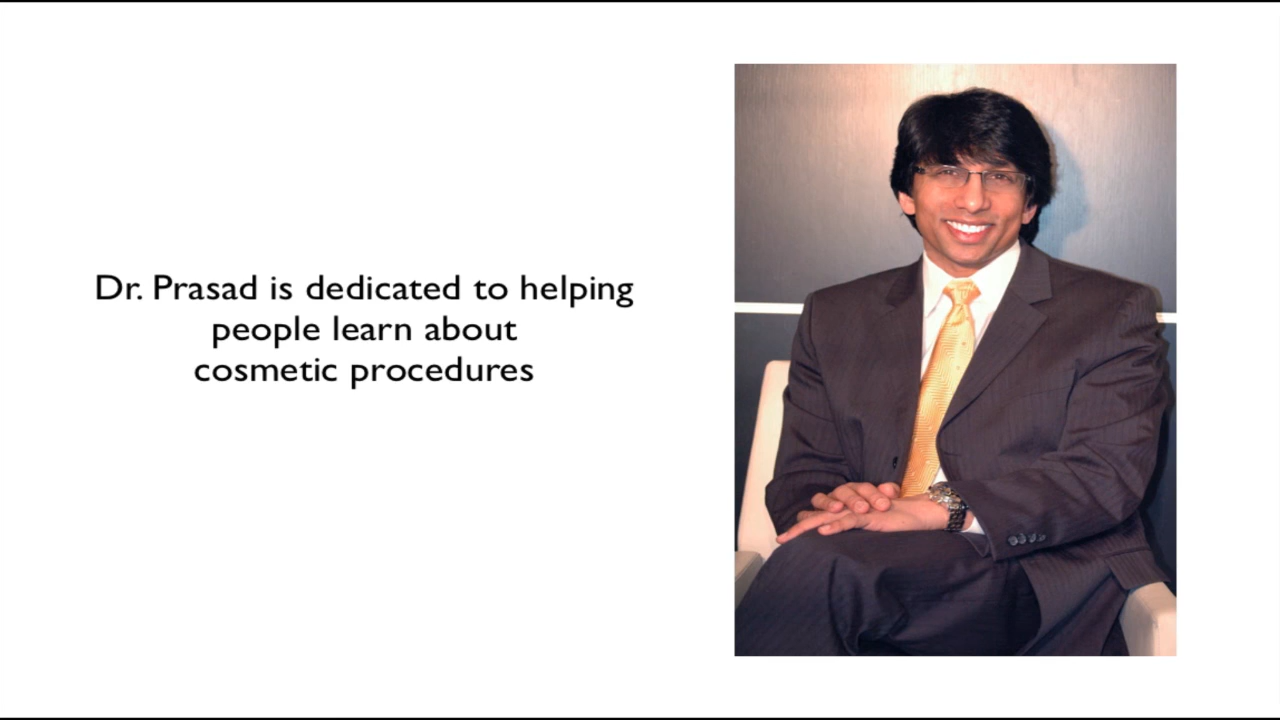 Dr. Prasad is dedicated to helping
people learn about
cosmetic procedures